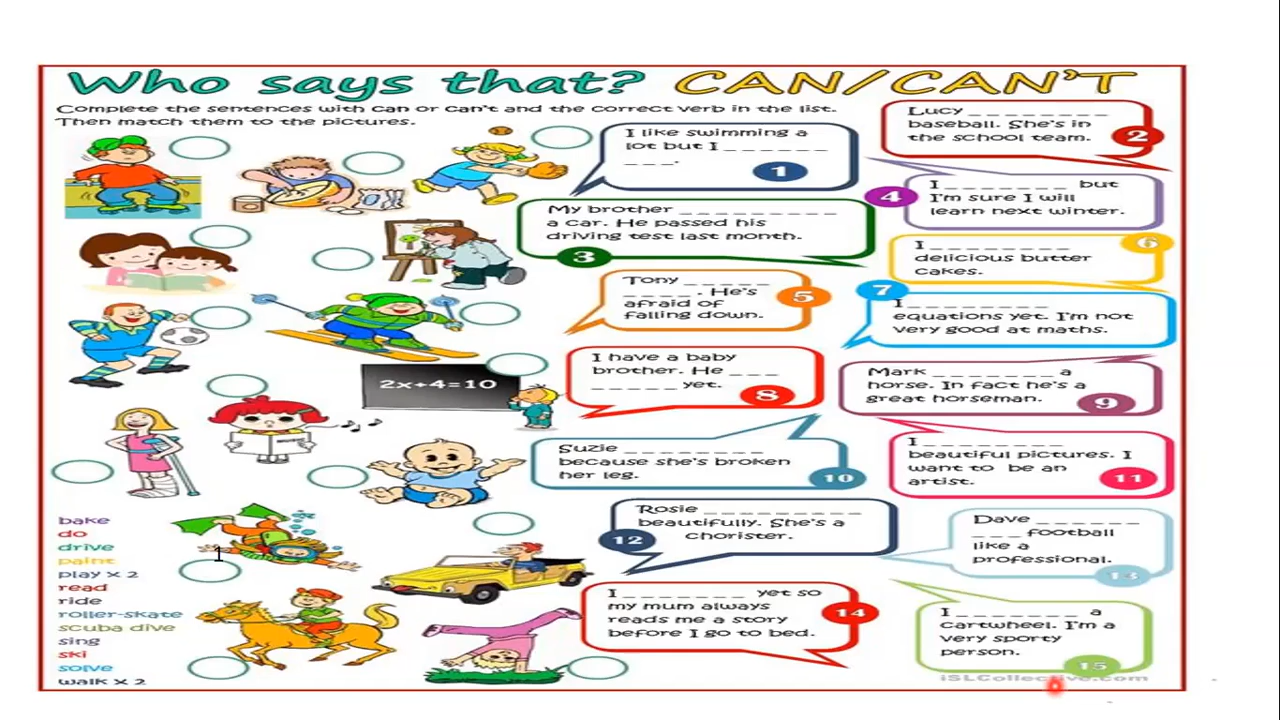 Who says that? CAN/CAN'T
Complete the sentences with can or can't and the correct verb in the list.
Then match them to the pictures.
I like swimming a
lot but I _ _ _ _ _ _
_ _ _.
1
Lucy _ _ _ _ _ _ _ _
baseball. She's in
the school team.
2
My brother _ _ _ _ _ _ _ _ _
a car. He passed his
driving test last month.
3
4
I _ _ _ _ _ _ _ but
I'm sure I will
learn next winter.
Tony _ _ _ _ _
_ _ _ _. He's
afraid of
falling down.
5
I _ _ _ _ _ _ _ _
delicious butter
cakes.
6
7
I _ _ _ _ _ _ _ _
equations yet. I'm not
very good at maths.
I have a baby
brother. He _ _ _
_ _ _ _ _ yet.
8
Mark _ _ _ _ _ _ _ _ a
horse. In fact he's a
great horseman.
9
Suzie _ _ _ _ _ _ _ _
because she's broken
her leg.
10
I _ _ _ _ _ _ _ _
beautiful pictures. I
want to be an
artist.
11
Rosie _ _ _ _ _ _ _ _ _
beautifully. She's a
chorister.
12
Dave _ _ _ _ _ _
_ _ _ football
like a
professional.
13
I _ _ _ _ _ _ _ yet so
my mum always
reads me a story
before I go to bed.
14
I _ _ _ _ _ _ _ a
cartwheel. I'm a
very sporty
person.
15
2x+4=10
bake
do
drive
paint
play x 2
read
ride
roller-skate
scuba dive
sing
ski
solve
walk x 2
iSLCollective.com